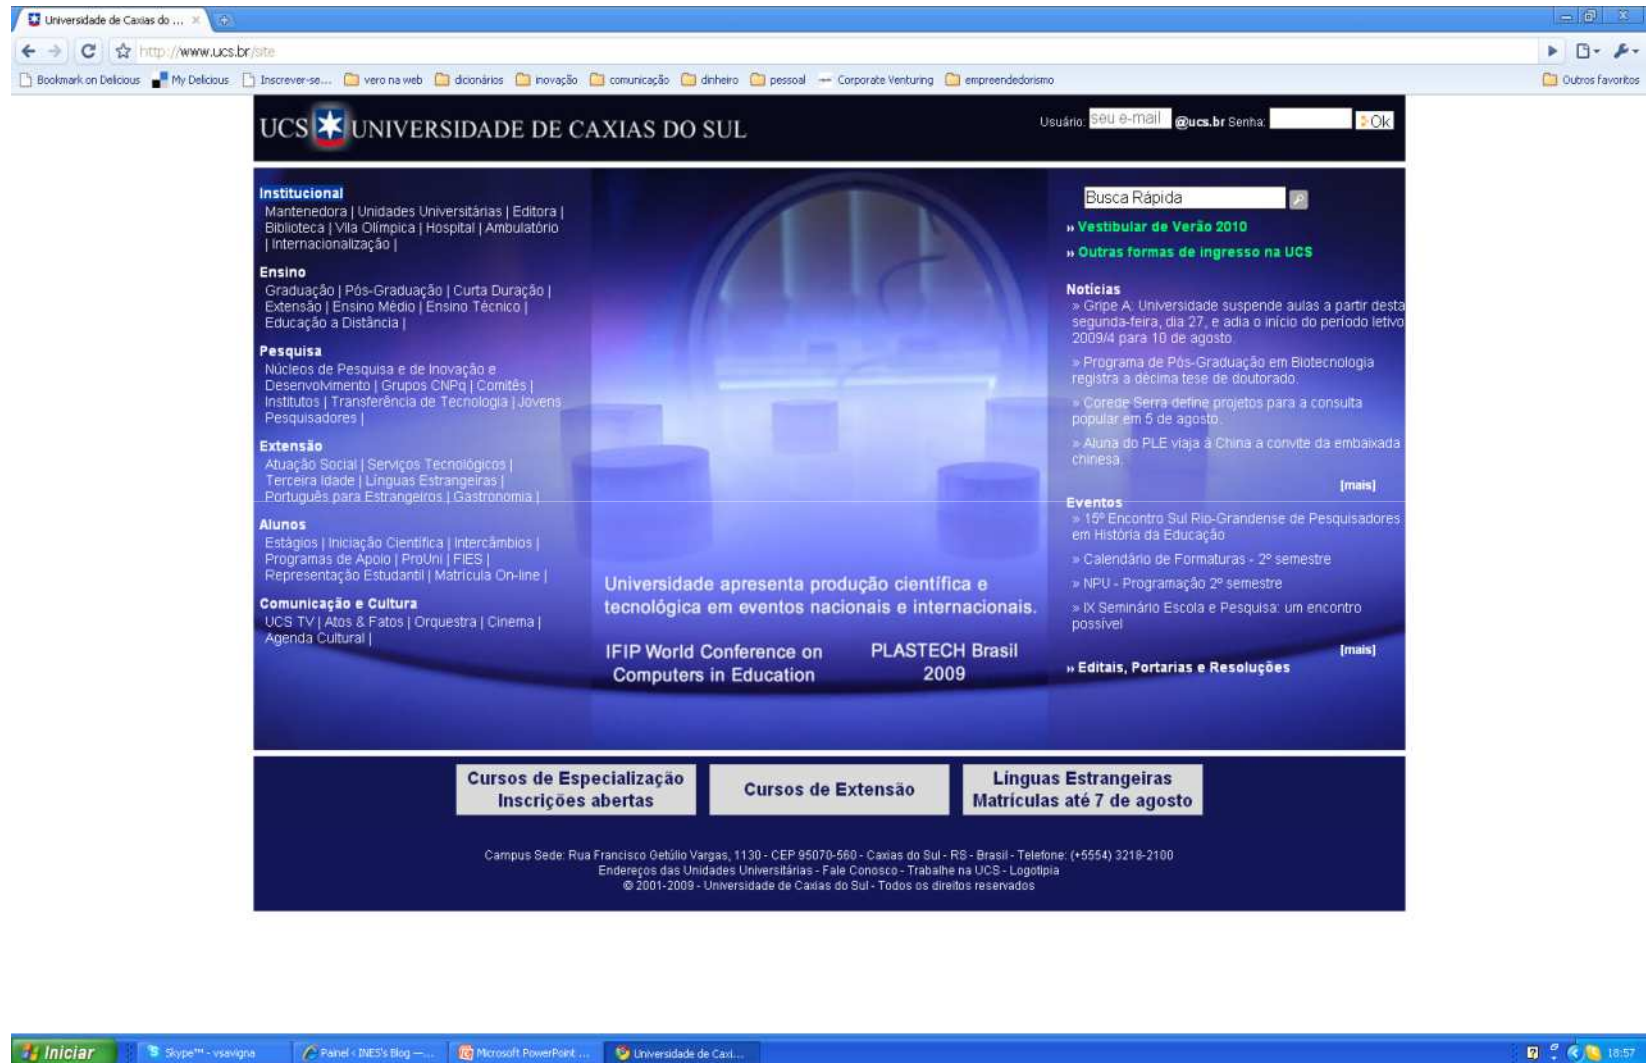 Universidade de Caxias do ...
http://www.ucs.br/site
Bookmark on Delicious
My Delicious
Inscrever-se...
vero na web
dicionários
inovação
comunicação
dinheiro
pessoal
Corporate Venturing
empreendedorismo
Outros favoritos
UCS UNIVERSIDADE DE CAXIAS DO SUL
Usuário: seu e-mail @ucs.br Senha: Ok
Institucional
Mantenedora | Unidades Universitárias | Editora |
Biblioteca | Vila Olímpica | Hospital | Ambulatório
| Internacionalização |
Ensino
Graduação | Pós-Graduação | Curta Duração |
Extensão | Ensino Médio | Ensino Técnico |
Educação a Distância |
Pesquisa
Núcleos de Pesquisa e de Inovação e
Desenvolvimento | Grupos CNPq | Comitês |
Institutos | Transferência de Tecnologia | Jovens
Pesquisadores |
Extensão
Atuação Social | Serviços Tecnológicos |
Terceira Idade | Línguas Estrangeiras |
Português para Estrangeiros | Gastronomia |
Alunos
Estágios | Iniciação Científica | Intercâmbios |
Programas de Apoio | ProUni | FIES |
Representação Estudantil | Matrícula On-line |
Comunicação e Cultura
UCS TV | Atos & Fatos | Orquestra | Cinema |
Agenda Cultural |
Universidade apresenta produção científica e
tecnológica em eventos nacionais e internacionais.
IFIP World Conference on
Computers in Education
PLASTECH Brasil
2009
Busca Rápida
» Vestibular de Verão 2010
» Outras formas de ingresso na UCS
Notícias
» Gripe A: Universidade suspende aulas a partir desta
segunda-feira, dia 27, e adia o início do período letivo
2009/4 para 10 de agosto.
» Programa de Pós-Graduação em Biotecnologia
registra a décima tese de doutorado.
» Corede Serra define projetos para a consulta
popular em 5 de agosto.
» Aluna do PLE viaja à China a convite da embaixada
chinesa.
[mais]
Eventos
» 15º Encontro Sul Rio-Grandense de Pesquisadores
em História da Educação
» Calendário de Formaturas - 2º semestre
» NPU - Programação 2º semestre
» IX Seminário Escola e Pesquisa: um encontro
possível
[mais]
» Editais, Portarias e Resoluções
Cursos de Especialização
Inscrições abertas
Cursos de Extensão
Línguas Estrangeiras
Matrículas até 7 de agosto
Campus Sede: Rua Francisco Getúlio Vargas, 1130 - CEP 95070-560 - Caxias do Sul - RS - Brasil - Telefone: (+5554) 3218-2100
Endereços das Unidades Universitárias - Fale Conosco - Trabalhe na UCS - Logotipia
© 2001-2009 - Universidade de Caxias do Sul - Todos os direitos reservados
Iniciar
Skype™ - vsavigna
Painel ‹ INES's Blog —...
Microsoft PowerPoint ...
Universidade de Caxi...
18:57